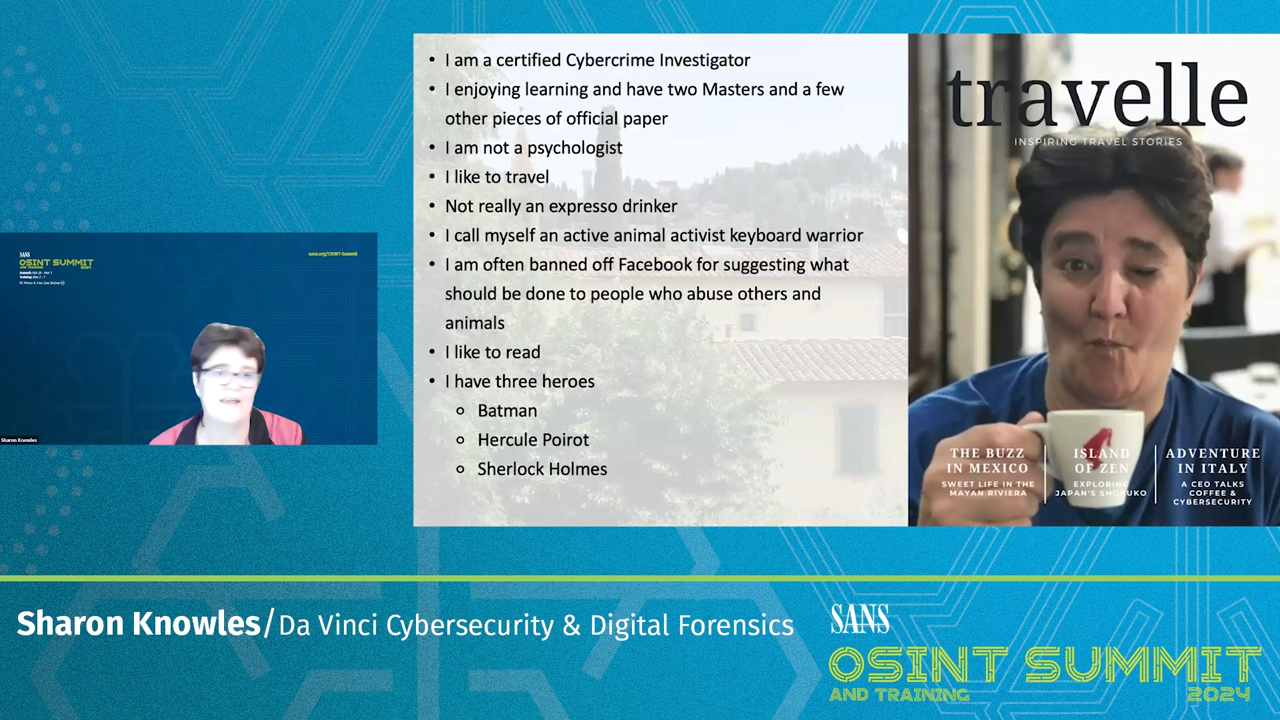 I am a certified Cybercrime Investigator
I enjoying learning and have two Masters and a few
other pieces of official paper
I am not a psychologist
I like to travel
Not really an expresso drinker
I call myself an active animal activist keyboard warrior
I am often banned off Facebook for suggesting what
should be done to people who abuse others and
animals
I like to read
I have three heroes
Batman
Hercule Poirot
Sherlock Holmes
travelle
INSPIRING TRAVEL STORIES
THE BUZZ
IN MEXICO
SWEET LIFE IN THE
MAYAN RIVIERA
ISLAND
OF ZEN
EXPLORING
JAPAN'S
ADVENTURE
IN ITALY
A CEO TALKS
COFFEE &
CYBERSECURITY
SANS
OSINT SUMMIT
AND TRAINING
sans.org/OSINT-Summit
Sharon Knowles
Sharon Knowles/Da Vinci Cybersecurity & Digital Forensics
SANS
OSINT SUMMIT
AND TRAINING 2024